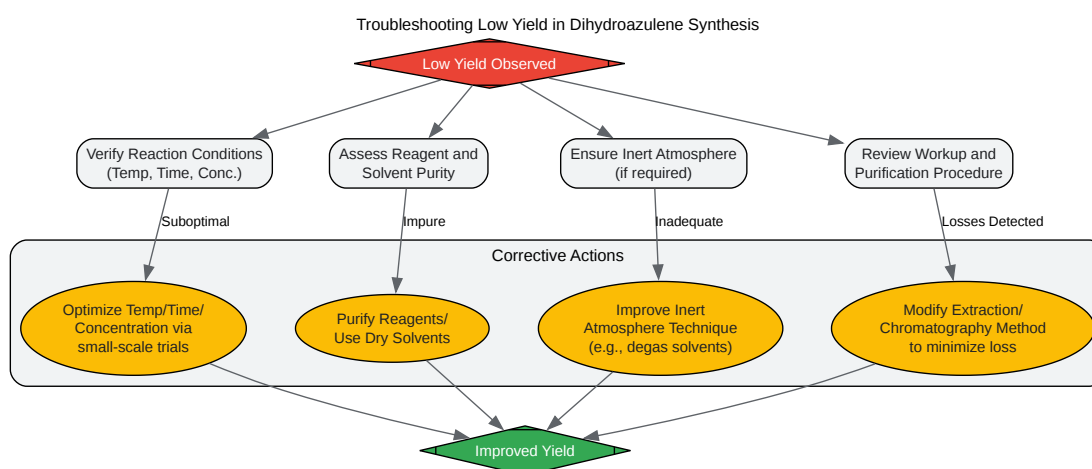 Troubleshooting Low Yield in Dihydroazulene Synthesis
Low Yield Observed
Verify Reaction Conditions
(Temp, Time, Conc.)
Assess Reagent and
Solvent Purity
Ensure Inert Atmosphere
(if required)
Review Workup and
Purification Procedure
Suboptimal
Impure
Inadequate
Losses Detected
Corrective Actions
Optimize Temp/Time/
Concentration via
small-scale trials
Purify Reagents/
Use Dry Solvents
Improve Inert
Atmosphere Technique
(e.g., degas solvents)
Modify Extraction/
Chromatography Method
to minimize loss
Improved Yield